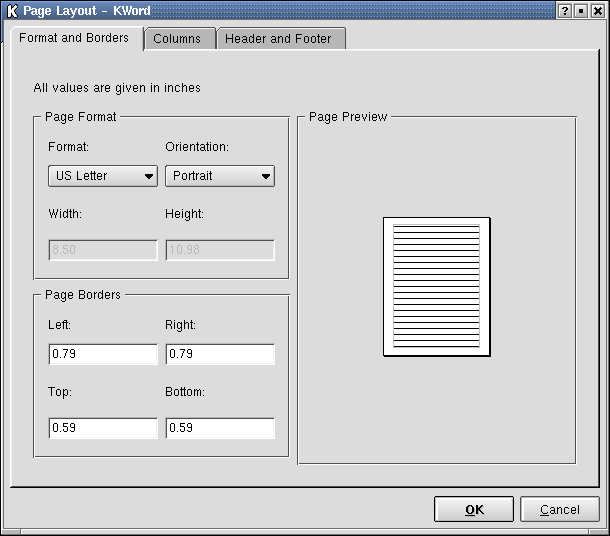 Page Layout - KWord
Format and Borders Columns Header and Footer
All values are given in inches
Page Format
Format: Orientation:
US Letter Portrait
Width: Height:
8.50 10.98
Page Borders
Left: Right:
0.79 0.79
Top: Bottom:
0.59 0.59
Page Preview
OK Cancel